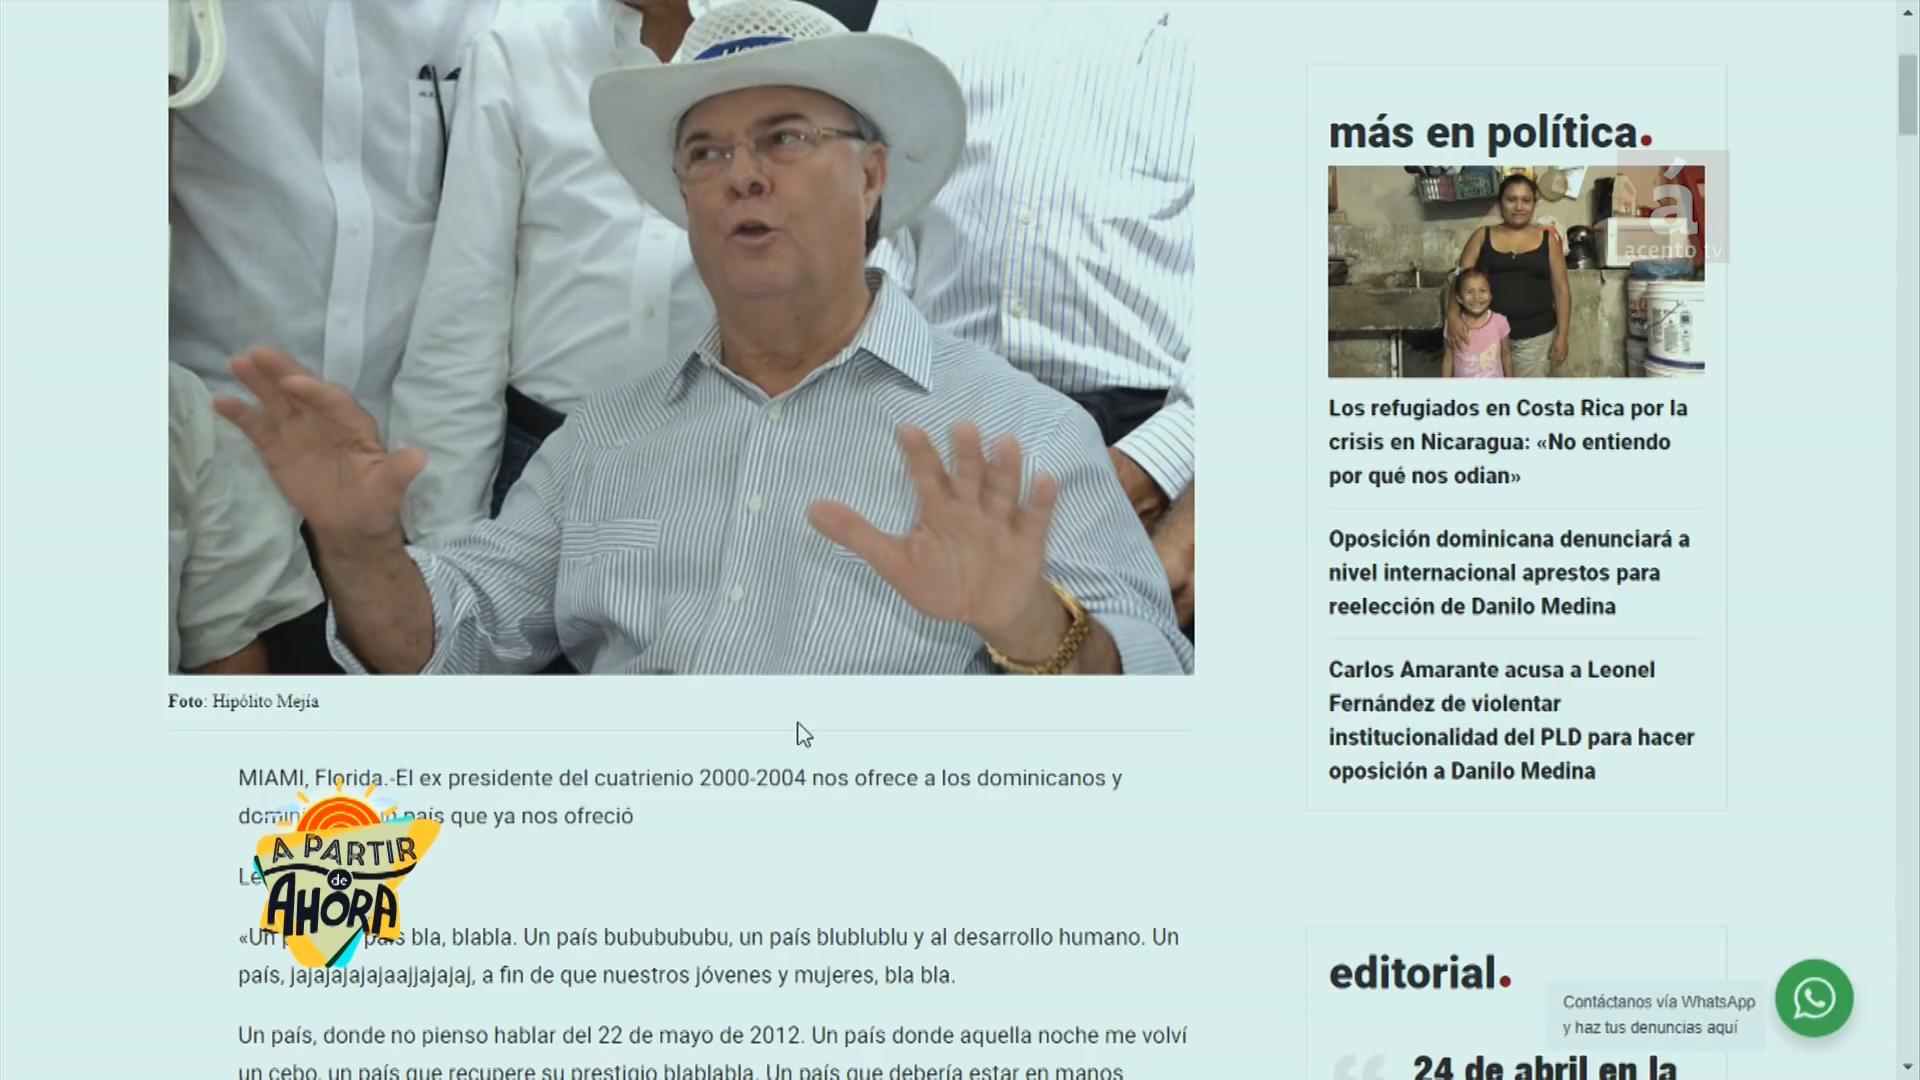 más en política.
á
acento tv
Los refugiados en Costa Rica por la
crisis en Nicaragua: «No entiendo
por qué nos odian»
Oposición dominicana denunciará a
nivel internacional aprestos para
reelección de Danilo Medina
Carlos Amarante acusa a Leonel
Fernández de violentar
institucionalidad del PLD para hacer
oposición a Danilo Medina
Foto: Hipólito Mejía
MIAMI, Florida.-El ex presidente del cuatrienio 2000-2004 nos ofrece a los dominicanos y
país que ya nos ofreció
A PARTIR
de
AHORA
bla, blabla. Un país bubububub​u, un país blublublu y al desarrollo humano. Un
país, jajajajajajaajjajajaj, a fin de que nuestros jóvenes y mujeres, bla bla.
Un país, donde no pienso hablar del 22 de mayo de 2012. Un país donde aquella noche me volví
un cebo, un país que recupere su prestigio blablabla. Un país que debería estar en manos
editorial.
Contáctanos vía WhatsApp
y haz tus denuncias aquí
24 de abril en la